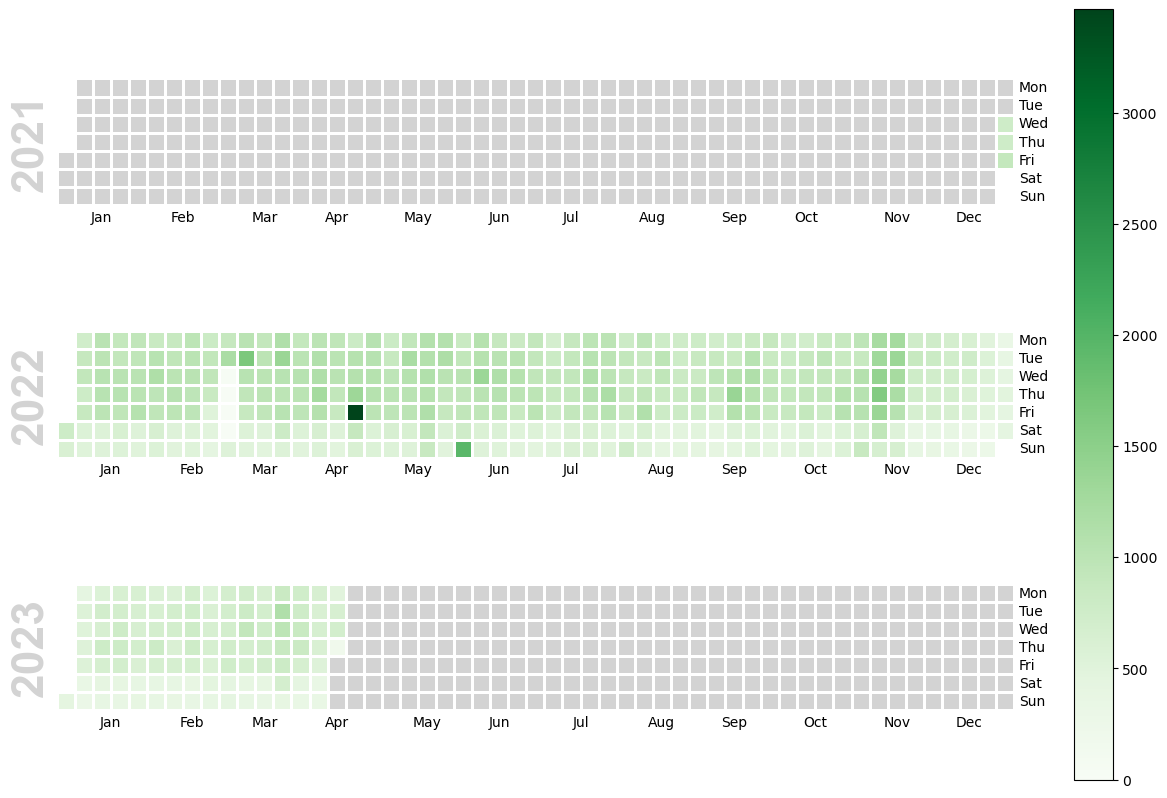 2021
Mon
Tue
Wed
Thu
Fri
Sat
Sun
Jan Feb Mar Apr May Jun Jul Aug Sep Oct Nov Dec
2022
Mon
Tue
Wed
Thu
Fri
Sat
Sun
Jan Feb Mar Apr May Jun Jul Aug Sep Oct Nov Dec
2023
Mon
Tue
Wed
Thu
Fri
Sat
Sun
Jan Feb Mar Apr May Jun Jul Aug Sep Oct Nov Dec
3000
2500
2000
1500
1000
500
0